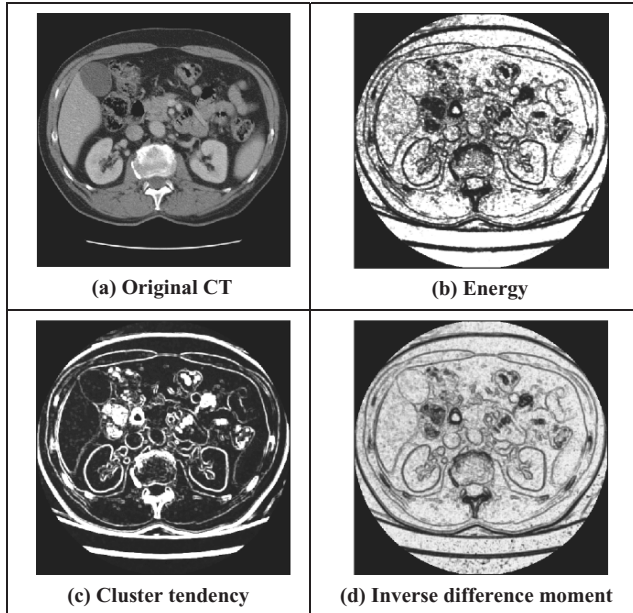 (a) Original CT
(b) Energy
(c) Cluster tendency
(d) Inverse difference moment